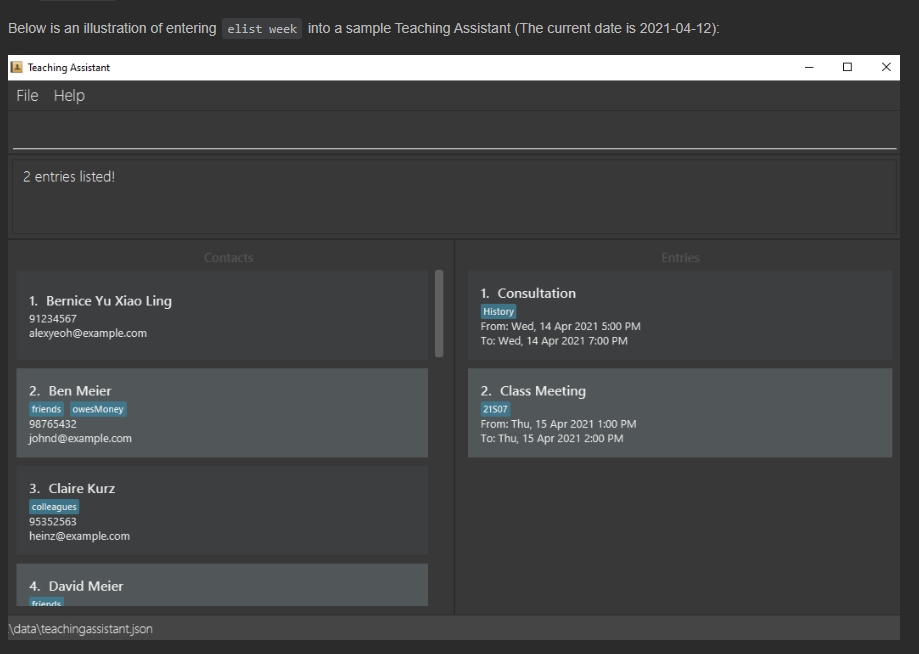 Below is an illustration of entering elist week into a sample Teaching Assistant (The current date is 2021-04-12):
Teaching Assistant
File Help
2 entries listed!
Contacts
1. Bernice Yu Xiao Ling
91234567
alexyeoh@example.com
2. Ben Meier
friends owesMoney
98765432
johnd@example.com
3. Claire Kurz
colleagues
95352563
heinz@example.com
4. David Meier
friends
Entries
1. Consultation
History
From: Wed, 14 Apr 2021 5:00 PM
To: Wed, 14 Apr 2021 7:00 PM
2. Class Meeting
21S07
From: Thu, 15 Apr 2021 1:00 PM
To: Thu, 15 Apr 2021 2:00 PM
\data\teachingassistant.json